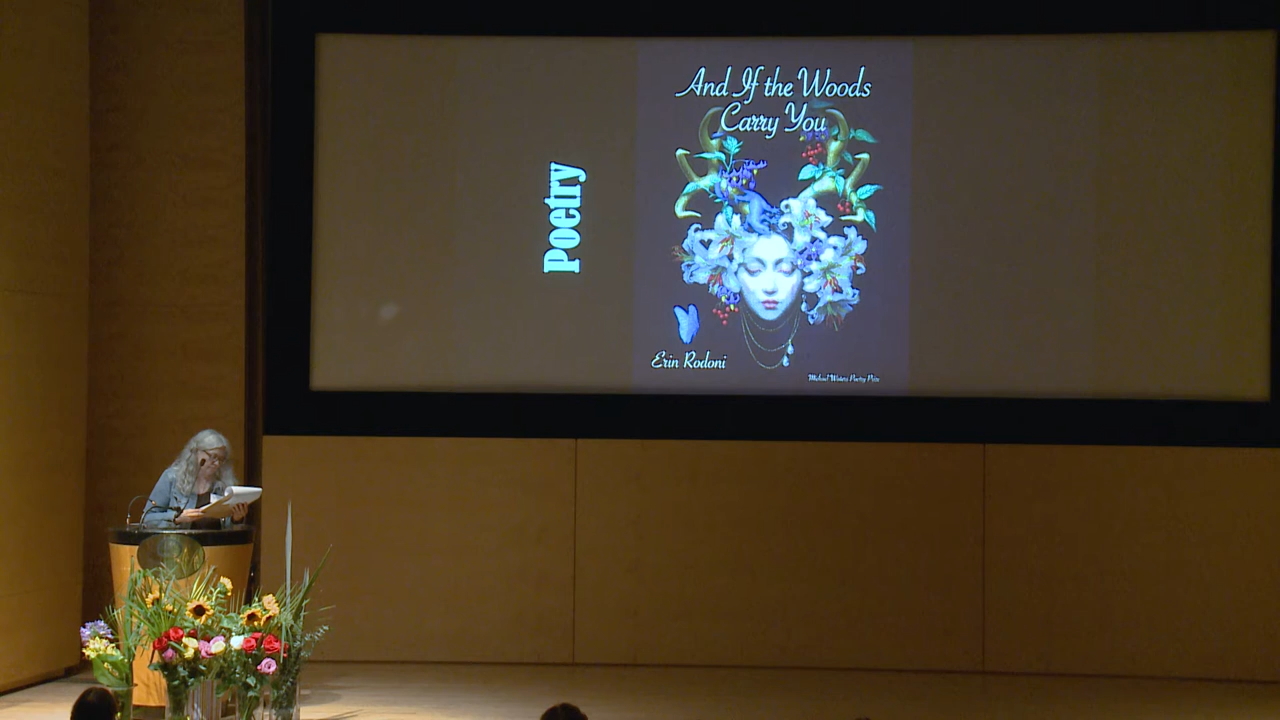 Poetry
And If the Woods
Carry You
Erin Rodoni
Michael Waters Poetry Prize